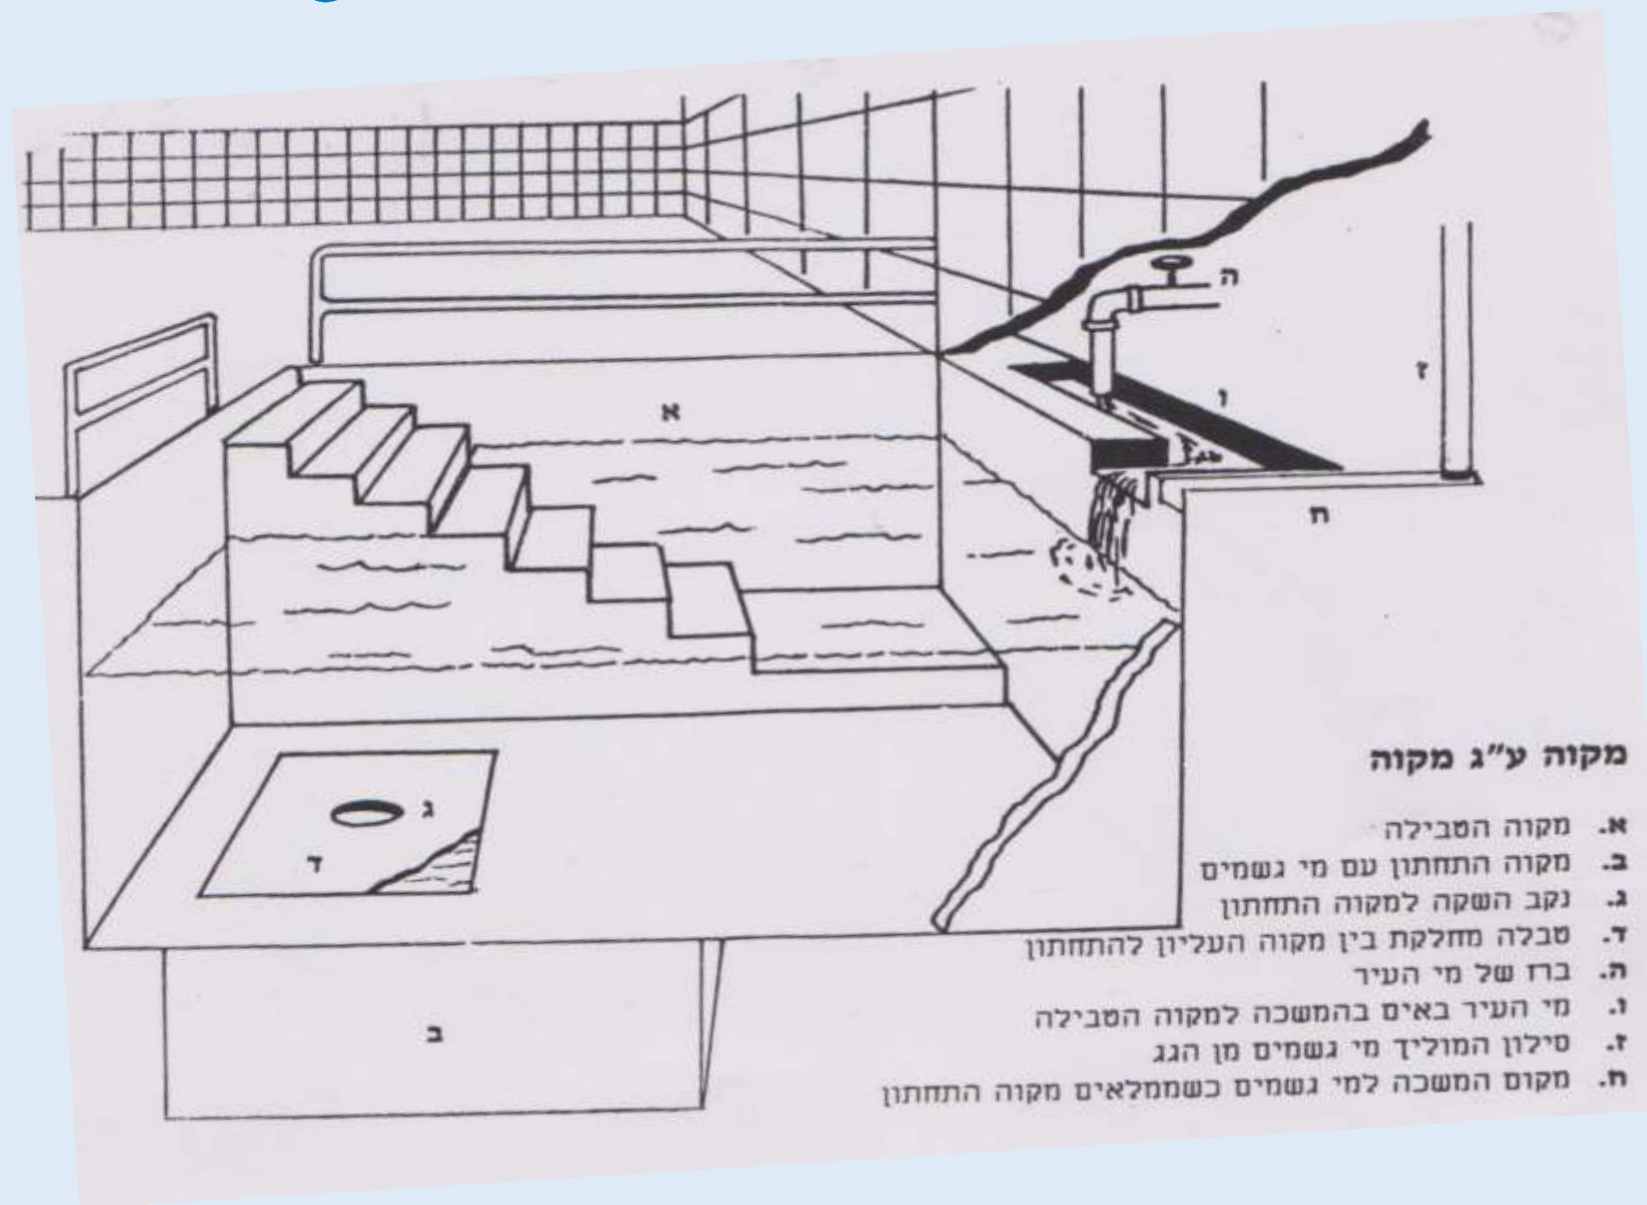 א
ה
ו
ז
ח
ג
ד
ב
מקוה ע"ג מקוה
א. מקוה הטבילה
ב. מקוה התחתון עם מי גשמים
ג. נקב השקה למקוה התחתון
ד. טבלה מחלקת בין מקוה העליון להתחתון
ה. ברז של מי העיר
ו. מי העיר באים בהמשכה למקוה הטבילה
ז. סילון המוליך מי גשמים מן הגג
ח. מקום המשכה למי גשמים כשממלאים מקוה התחתון